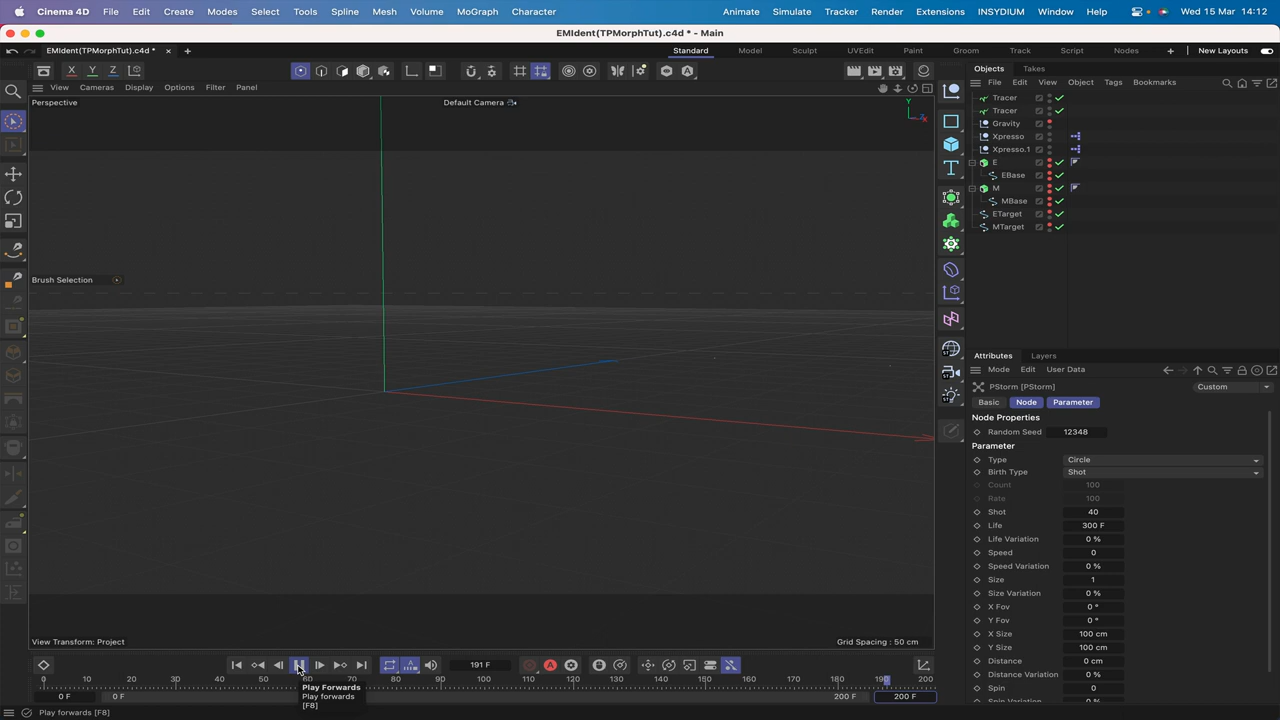 Cinema 4D File Edit Create Modes Select Tools Spline Mesh Volume MoGraph Character Animate Simulate Tracker Render Extensions INSYDIUM Window Help Wed 15 Mar 14:12
EMIdent(TPMorphTut).c4d * - Main
EMIdent(TPMorphTut).c4d * Standard Model Sculpt UVEdit Paint Groom Track Script Nodes New Layouts
X Y Z Objects Takes
View Cameras Display Options Filter Panel File Edit View Object Tags Bookmarks
Perspective Default Camera
Y
Z X
Tracer
Tracer
Gravity
Xpresso
Xpresso.1
E
EBase
M
MBase
ETarget
MTarget
Brush Selection
Attributes Layers
Mode Edit User Data
PStorm [PStorm] Custom
Basic Node Parameter
Node Properties
Random Seed 12348
Parameter
Type Circle
Birth Type Shot
Count 100
Rate 100
Shot 40
Life 300 F
Life Variation 0 %
Speed 0
Speed Variation 0 %
Size 1
Size Variation 0 %
X Fov 0 °
Y Fov 0 °
X Size 100 cm
Y Size 100 cm
Distance 0 cm
Distance Variation 0 %
Spin 0
View Transform: Project Grid Spacing : 50 cm
191 F
0 10 20 30 40 50 60 70 80 90 100 110 120 130 140 150 160 170 180 190 200
Play Forwards
Play forwards
[F8]
0 F 0 F 200 F 200 F
Play forwards [F8]